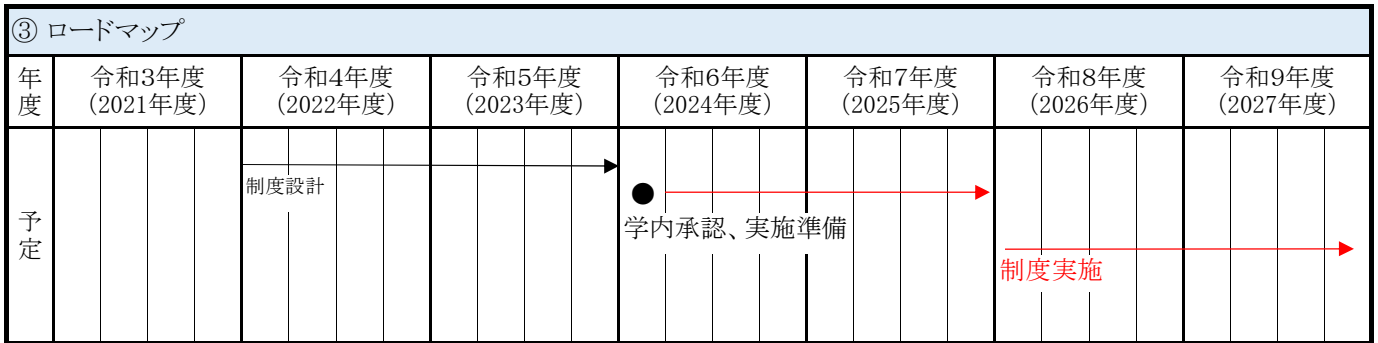 ③ ロードマップ
年度
令和3年度
(2021年度)
令和4年度
(2022年度)
令和5年度
(2023年度)
令和6年度
(2024年度)
令和7年度
(2025年度)
令和8年度
(2026年度)
令和9年度
(2027年度)
予定
制度設計
学内承認、実施準備
制度実施